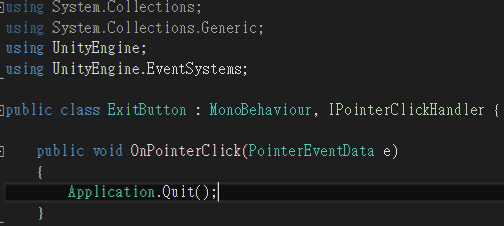 using System.Collections;
using System.Collections.Generic;
using UnityEngine;
using UnityEngine.EventSystems;
public class ExitButton : MonoBehaviour, IPointerClickHandler {
public void OnPointerClick(PointerEventData e)
{
Application.Quit();
}